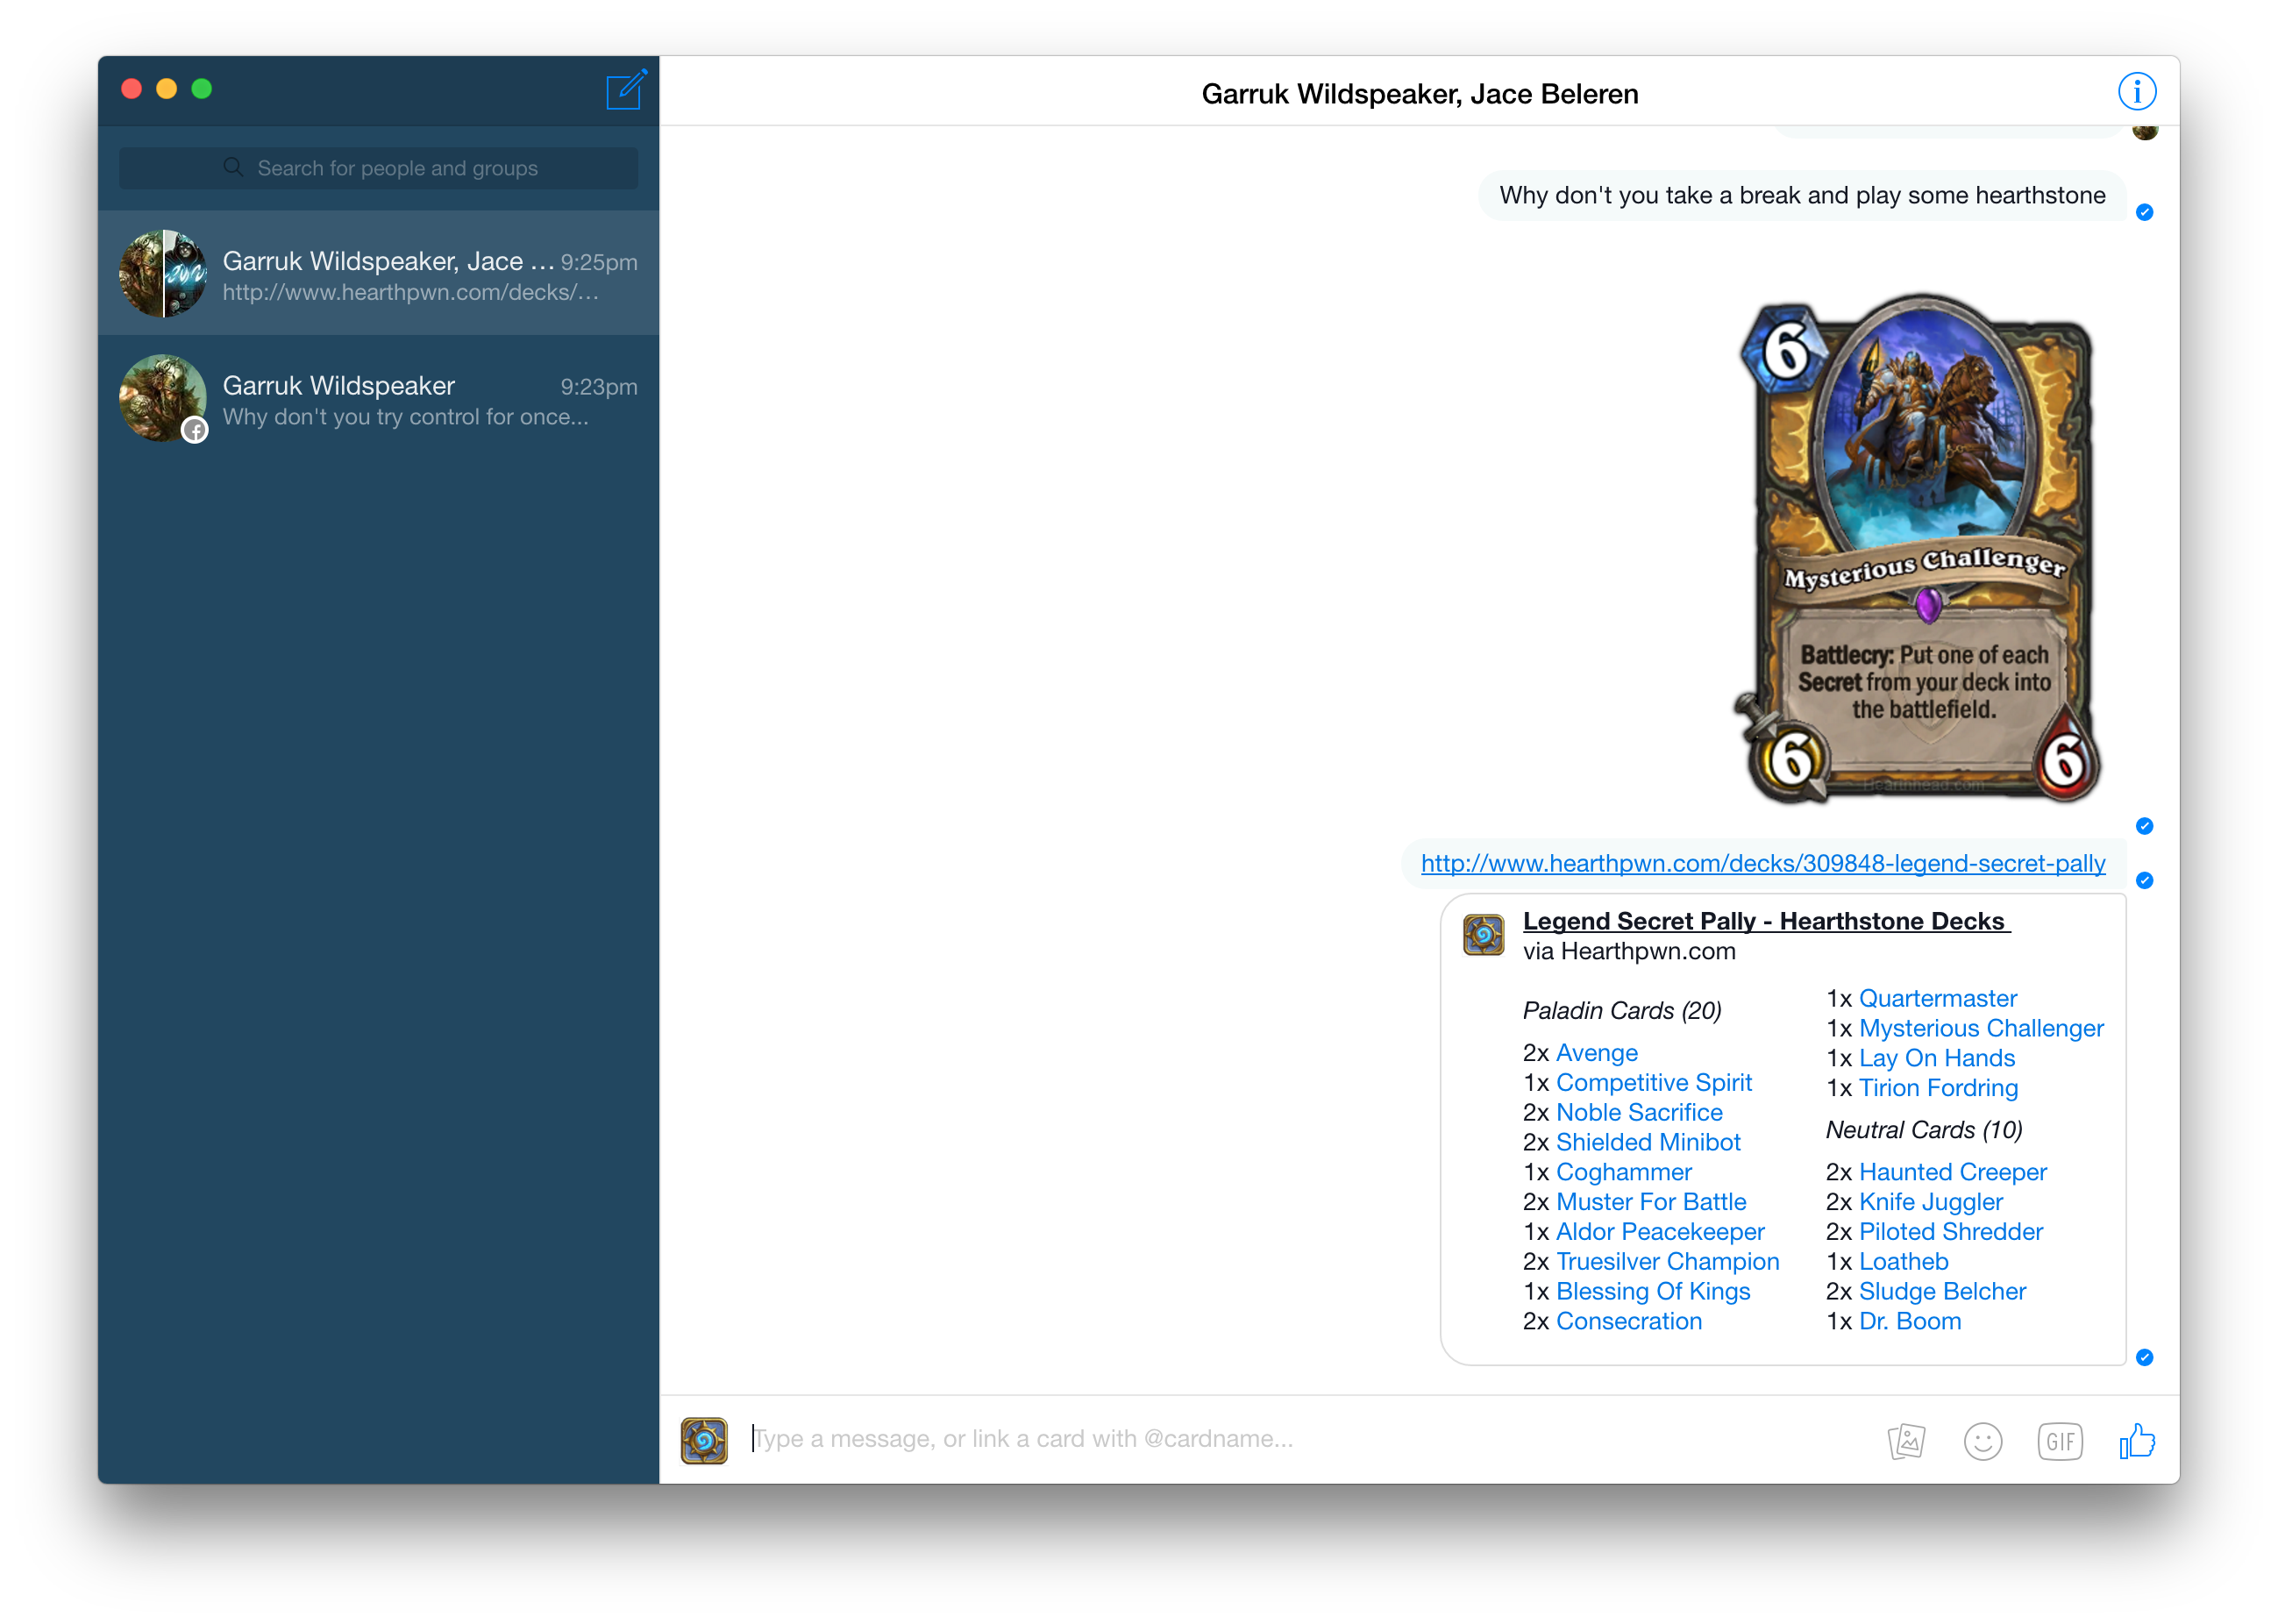 Garruk Wildspeaker, Jace Beleren
Search for people and groups
Garruk Wildspeaker, Jace ... 9:25pm
http://www.hearthpwn.com/decks/...
Garruk Wildspeaker 9:23pm
Why don't you try control for once...
Why don't you take a break and play some hearthstone
6
Mysterious Challenger
Battlecry: Put one of each
Secret from your deck into
the battlefield.
6 6
Hearthhead.com
http://www.hearthpwn.com/decks/309848-legend-secret-pally
Legend Secret Pally - Hearthstone Decks
via Hearthpwn.com
Paladin Cards (20)
2x Avenge
1x Competitive Spirit
2x Noble Sacrifice
2x Shielded Minibot
1x Coghammer
2x Muster For Battle
1x Aldor Peacekeeper
2x Truesilver Champion
1x Blessing Of Kings
2x Consecration
1x Quartermaster
1x Mysterious Challenger
1x Lay On Hands
1x Tirion Fordring
Neutral Cards (10)
2x Haunted Creeper
2x Knife Juggler
2x Piloted Shredder
1x Loatheb
2x Sludge Belcher
1x Dr. Boom
Type a message, or link a card with @cardname...
GIF